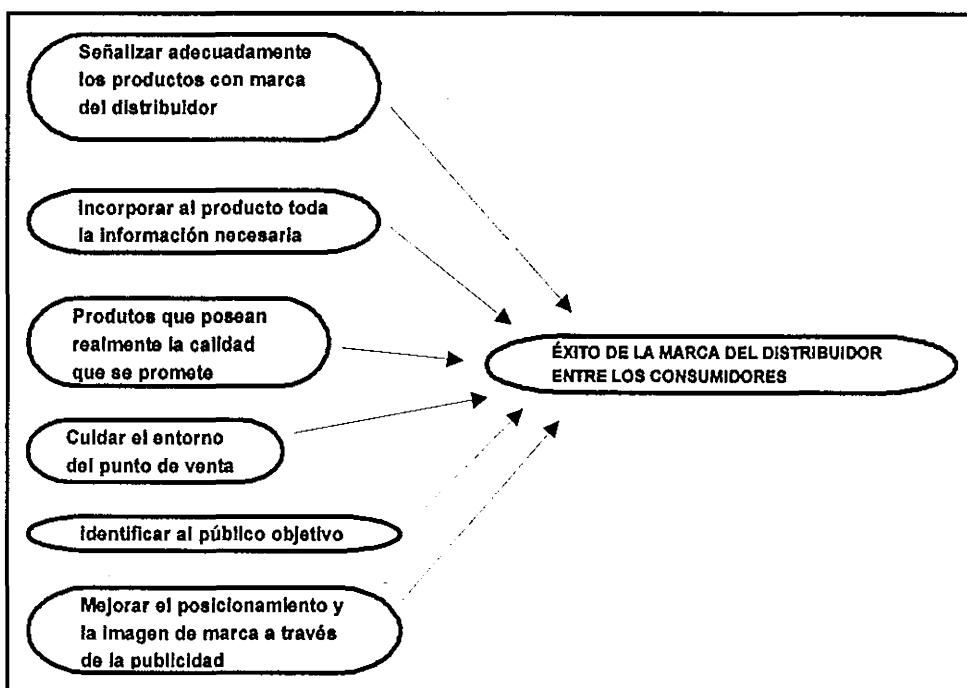 Señalizar adecuadamente
los productos con marca
del distribuidor
Incorporar al producto toda
la información necesaria
Produtos que posean
realmente la calidad
que se promete
Cuidar el entorno
del punto de venta
Identificar al público objetivo
Mejorar el posicionamiento y
la imagen de marca a través
de la publicidad
ÉXITO DE LA MARCA DEL DISTRIBUIDOR
ENTRE LOS CONSUMIDORES